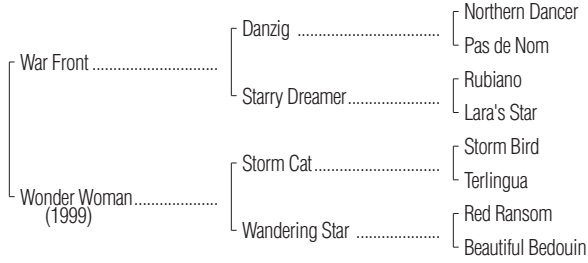 Northern Dancer
Danzig ..............................
Pas de Nom
War Front ...........................
Rubiano
Starry Dreamer....................
Lara's Star
Storm Bird
Storm Cat...........................
Terlingua
Wonder Woman..................
(1999)
Red Ransom
Wandering Star ..................
Beautiful Bedouin